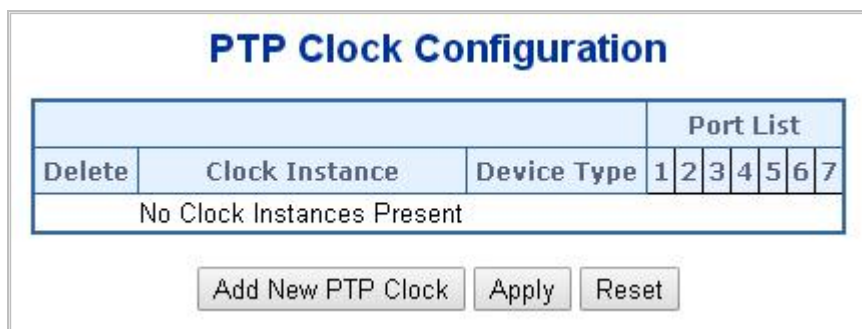 PTP Clock Configuration
Port List
Delete Clock Instance Device Type 1 2 3 4 5 6 7
No Clock Instances Present
Add New PTP Clock Apply Reset